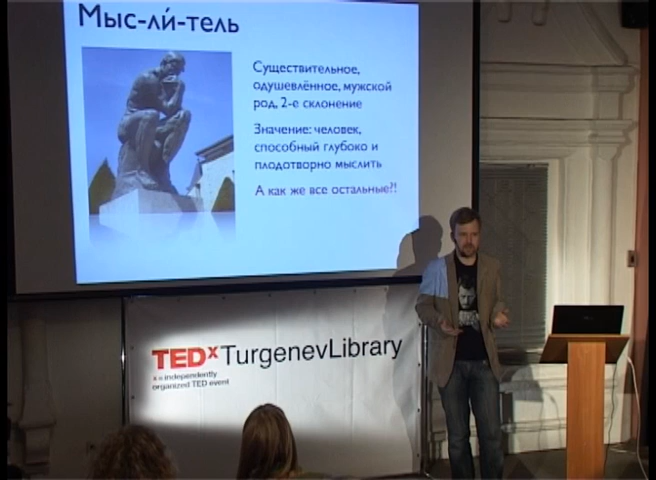 Мыс-ли́-тель
Существительное,
одушевлённое, мужской
род, 2-е склонение
Значение: человек,
способный глубоко и
плодотворно мыслить
А как же все остальные?!
TEDxTurgenevLibrary
x = independently
organized TED event